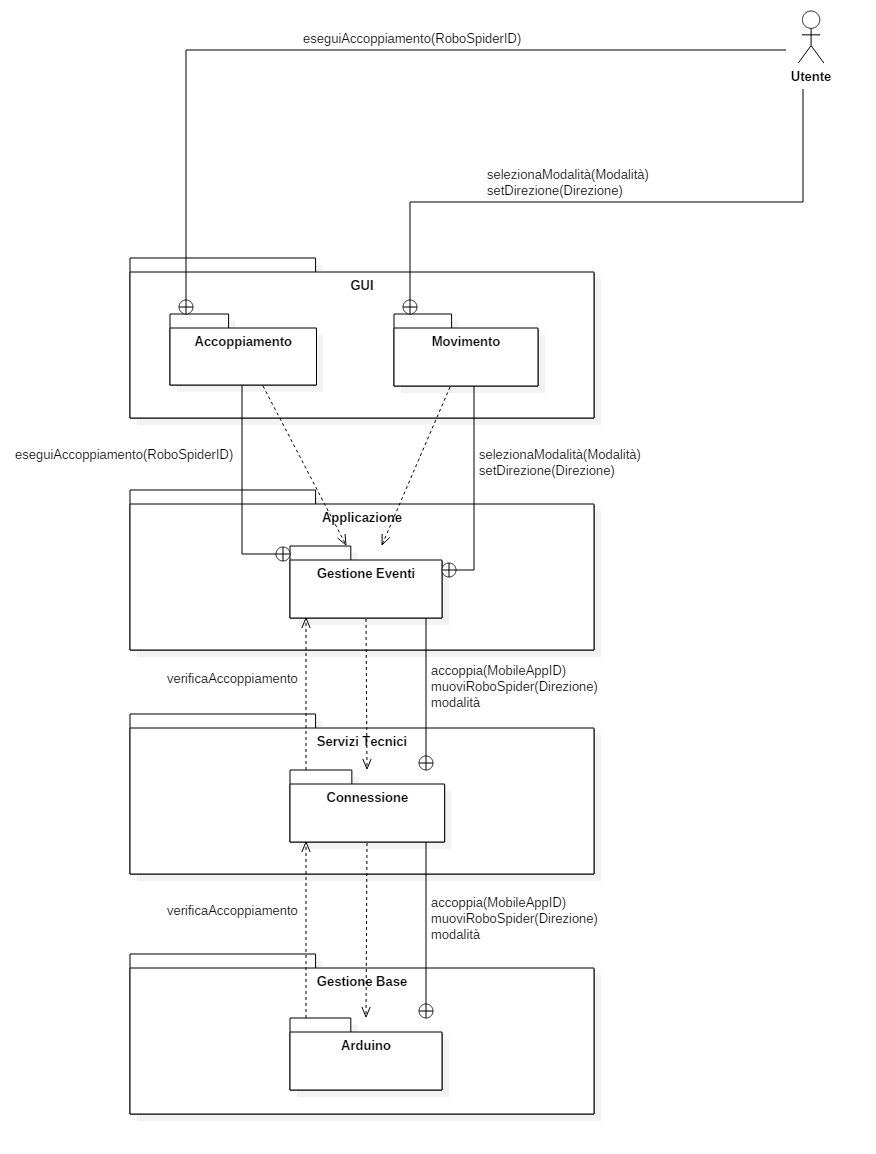 eseguiAccoppiamento(RoboSpiderID)
Utente
selezionaModalità(Modalità)
setDirezione(Direzione)
GUI
Accoppiamento
Movimento
eseguiAccoppiamento(RoboSpiderID)
selezionaModalità(Modalità)
setDirezione(Direzione)
Applicazione
Gestione Eventi
verificaAccoppiamento
accoppia(MobileAppID)
muoviRoboSpider(Direzione)
modalità
Servizi Tecnici
Connessione
verificaAccoppiamento
accoppia(MobileAppID)
muoviRoboSpider(Direzione)
modalità
Gestione Base
Arduino